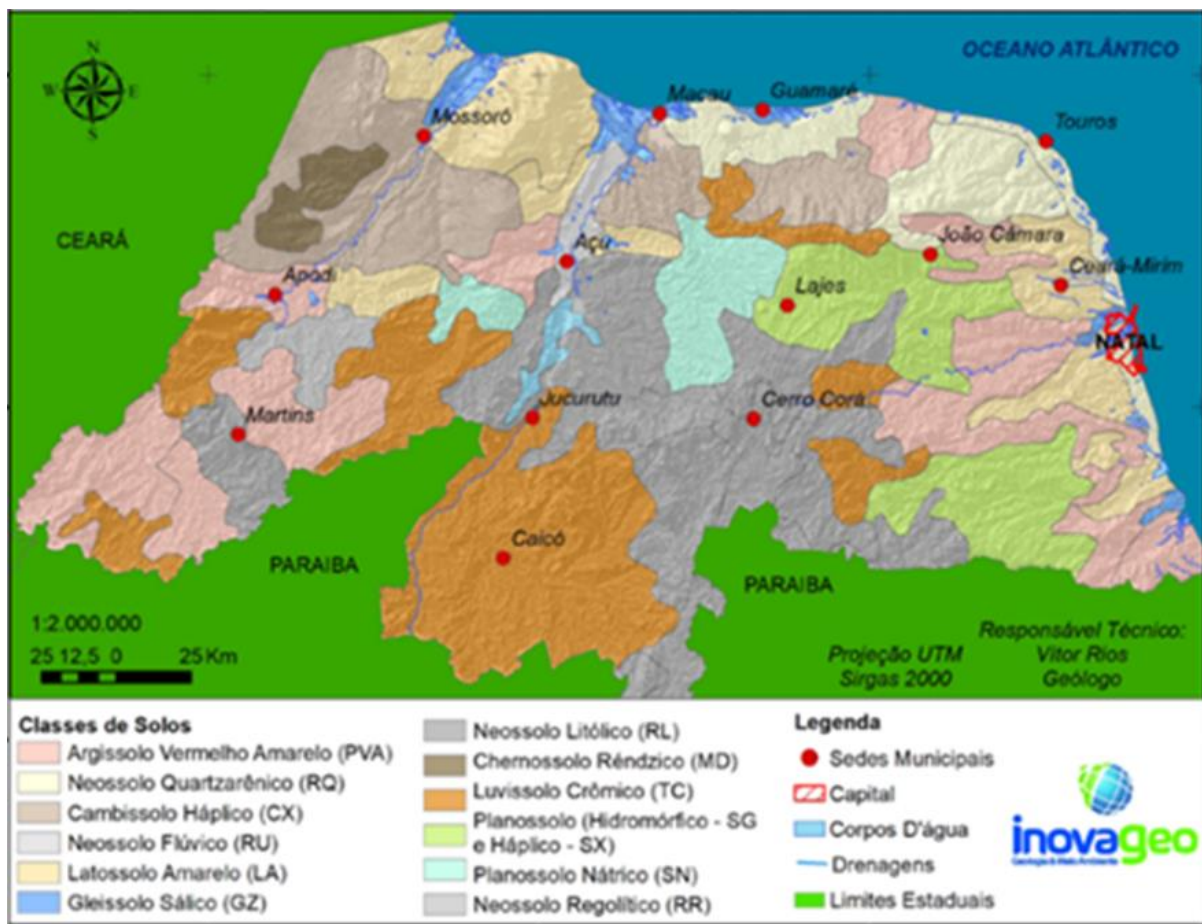 OCEANO ATLÂNTICO
N
W E
S
Macau
Guamaré
Mossoró
Touros
CEARÁ
João Câmara
Açu
Ceará-Mirim
Apodi
Lajes
NATAL
Jucurutu
Cerro Corá
Martins
Caicó
PARAIBA
PARAIBA
1:2.000.000
25 12,5 0 25 Km
Projeção UTM
Sirgas 2000
Responsável Técnico:
Vitor Rios
Geólogo
Classes de Solos
Argissolo Vermelho Amarelo (PVA)
Neossolo Quartzarênico (RQ)
Cambissolo Háplico (CX)
Neossolo Flúvico (RU)
Latossolo Amarelo (LA)
Gleissolo Sálico (GZ)
Neossolo Litólico (RL)
Chernossolo Réndzico (MD)
Luvissolo Crômico (TC)
Planossolo (Hidromórfico - SG
e Háplico - SX)
Planossolo Nátrico (SN)
Neossolo Regolítico (RR)
Legenda
Sedes Municipais
Capital
Corpos D'água
Drenagens
Limites Estaduais
inovageo
Geologia & Meio Ambiente